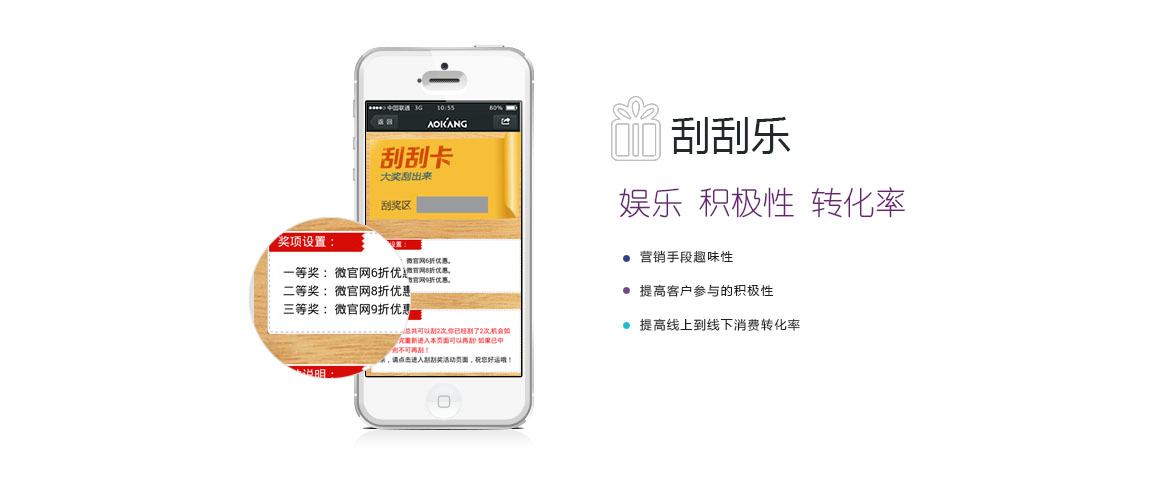 中国联通 3G 10:55 80%
返回
AOKANG
刮刮卡
大奖刮出来
刮奖区
设置：
微官网6折优惠。
微官网8折优惠。
微官网9折优惠。
总共可以刮2次,你已经刮了2次,机会如
完重新进入本页面可以再刮! 如果已中
则不可再刮！
，请点击进入刮刮奖活动页面，祝您好运哦！
奖项设置：
一等奖： 微官网6折优惠
二等奖： 微官网8折优惠
三等奖： 微官网9折优惠
说明：
刮刮乐
娱乐 积极性 转化率
营销手段趣味性
提高客户参与的积极性
提高线上到线下消费转化率